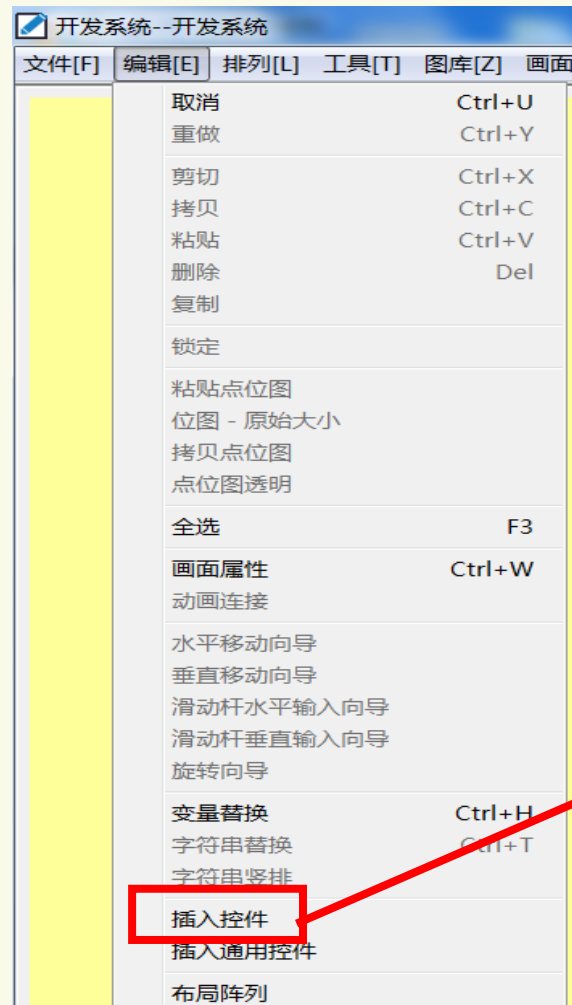 开发系统--开发系统
文件[F] 编辑[E] 排列[L] 工具[T] 图库[Z] 画面
取消 Ctrl+U
重做 Ctrl+Y
剪切 Ctrl+X
拷贝 Ctrl+C
粘贴 Ctrl+V
删除 Del
复制
锁定
粘贴点位图
位图 - 原始大小
拷贝点位图
点位图透明
全选 F3
画面属性 Ctrl+W
动画连接
水平移动向导
垂直移动向导
滑动杆水平输入向导
滑动杆垂直输入向导
旋转向导
变量替换 Ctrl+H
字符串替换 Ctrl+T
字符串竖排
插入控件
插入通用控件
布局阵列